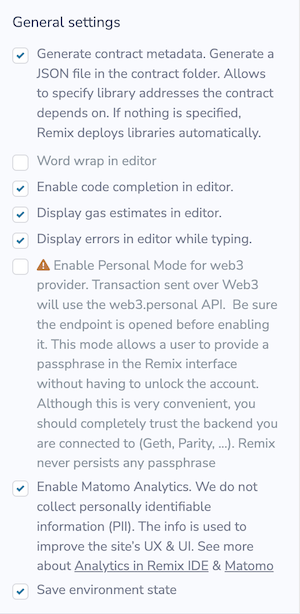 General settings
Generate contract metadata. Generate a
JSON file in the contract folder. Allows
to specify library addresses the contract
depends on. If nothing is specified,
Remix deploys libraries automatically.
Word wrap in editor
Enable code completion in editor.
Display gas estimates in editor.
Display errors in editor while typing.
Enable Personal Mode for web3
provider. Transaction sent over Web3
will use the web3.personal API. Be sure
the endpoint is opened before enabling
it. This mode allows a user to provide a
passphrase in the Remix interface
without having to unlock the account.
Although this is very convenient, you
should completely trust the backend you
are connected to (Geth, Parity, ...). Remix
never persists any passphrase
Enable Matomo Analytics. We do not
collect personally identifiable
information (PII). The info is used to
improve the site's UX & UI. See more
about Analytics in Remix IDE & Matomo
Save environment state